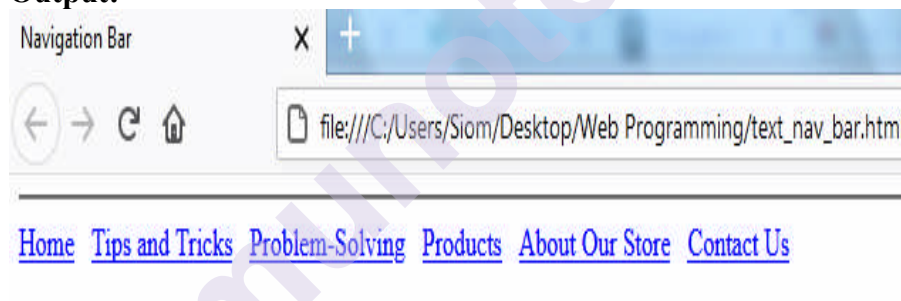 Output:
Navigation Bar
file:///C:/Users/Siom/Desktop/Web Programming/text_nav_bar.htm
Home Tips and Tricks Problem-Solving Products About Our Store Contact Us